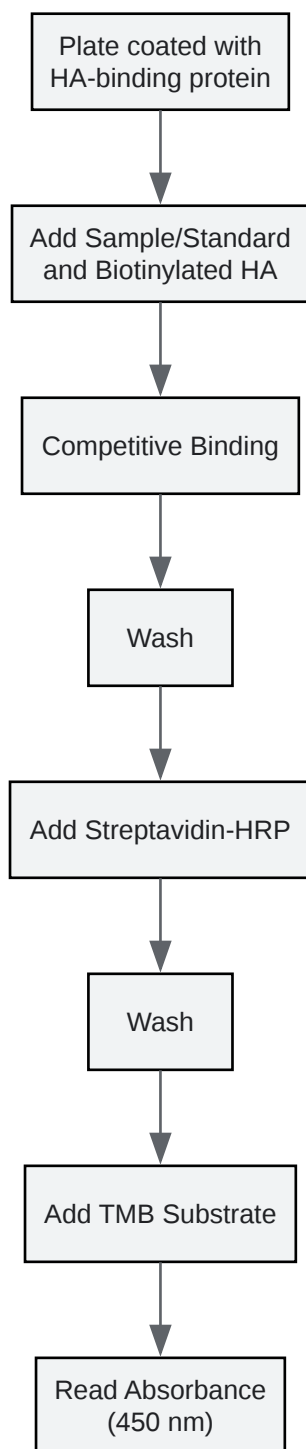 Plate coated with
HA-binding protein
Add Sample/Standard
and Biotinylated HA
Competitive Binding
Wash
Add Streptavidin-HRP
Wash
Add TMB Substrate
Read Absorbance
(450 nm)